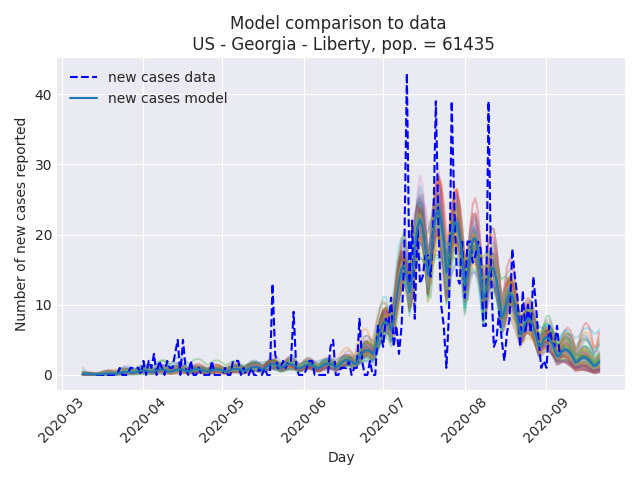 Model comparison to data
US - Georgia - Liberty, pop. = 61435
new cases data
new cases model
Number of new cases reported
40
30
20
10
0
2020-03
2020-04
2020-05
2020-06
2020-07
2020-08
2020-09
Day